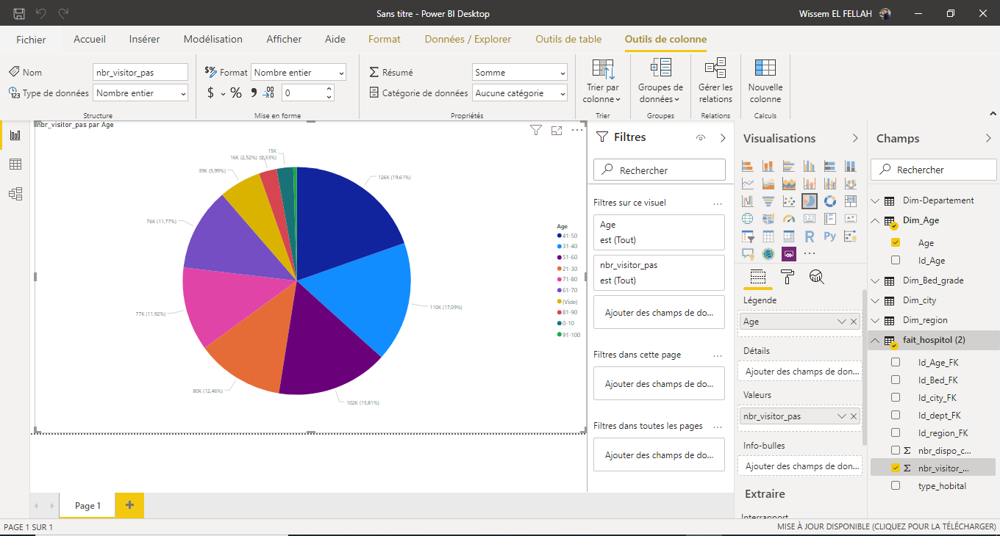 Sans titre - Power BI Desktop
Wissem EL FELLAH
Fichier
Accueil
Insérer
Modélisation
Afficher
Aide
Format
Données / Explorer
Outils de table
Outils de colonne
Nom
nbr_visitor_pas
Type de données
Nombre entier
Structure
Format
Nombre entier
$
%
0
Mise en forme
Résumé
Somme
Catégorie de données
Aucune catégorie
Propriétés
Trier par
colonne
Trier
Groupes de
données
Groupes
Gérer les
relations
Relations
Nouvelle
colonne
Calculs
nbr_visitor_pas par Age
15K
(2,33%)
16K (2,52%)
39K (5,99%)
76K (11,77%)
77K (11,92%)
80K (12,46%)
102K (15,81%)
110K (17,09%)
126K (19,61%)
Age
41-50
31-40
51-60
21-30
71-80
61-70
(Vide)
81-90
0-10
91-100
Filtres
Rechercher
Filtres sur ce visuel
Age
est (Tout)
nbr_visitor_pas
est (Tout)
Ajouter des champs de do...
Filtres dans cette page
Ajouter des champs de do...
Filtres dans toutes les pages
Ajouter des champs de do...
Visualisations
R
Py
Légende
Age
Détails
Ajouter des champs de don...
Valeurs
nbr_visitor_pas
Info-bulles
Ajouter des champs de don...
Extraire
Interrapport
Champs
Rechercher
Dim-Departement
Dim_Age
Age
Id_Age
Dim_Bed_grade
Dim_city
Dim_region
fait_hospitol (2)
Id_Age_FK
Id_Bed_FK
Id_city_FK
Id_dept_FK
Id_region_FK
nbr_dispo_c...
nbr_visitor_...
type_hobital
Page 1
PAGE 1 SUR 1
MISE À JOUR DISPONIBLE (CLIQUEZ POUR LA TÉLÉCHARGER)